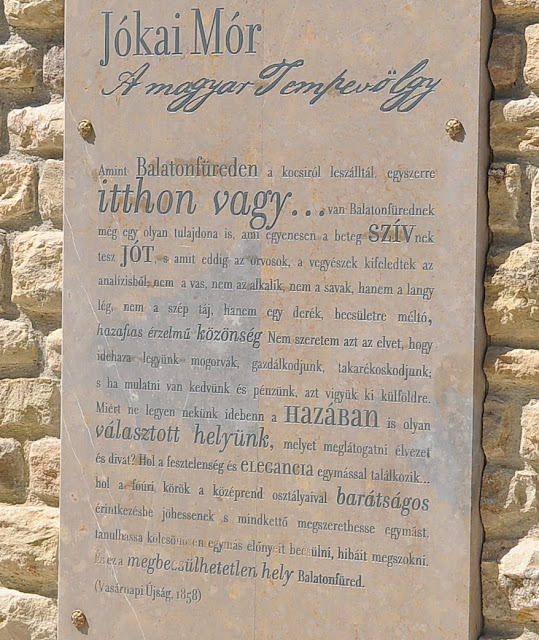 Jókai Mór
A magyar Tempevölgy
Amint Balatonfüreden a kocsiról leszálltál, egyszerre
itthon vagy... van Balatonfürednek
még egy olyan tulajdona is, ami egyenesen a beteg SZÍVnek
tesz JÓT, s amit eddig az orvosok, a vegyészek kifeledtek az
analízisből; nem a vas, nem az alkali, nem a savak, hanem a langy
lég, nem a szép táj, hanem egy derék, becsületre méltó,
hazafias érzelmű közönség Nem szeretem azt az elvet, hogy
idehaza legyünk mogorvák, gazdálkodjunk, takarékoskodjunk;
s ha mulatni van kedvünk és pénzünk, azt vigyük ki külföldre.
Miért ne legyen nekünk idebenn a HAZÁBAN is olyan
választott helyünk, melyet meglátogatni élvezet
és divat? Hol a fesztelenség és ELEGANCIA egymással találkozik...
hol a főúri körök a középrend osztályaival barátságos
érintkezésbe jöhessenek s mindkettő megszerethesse egymást,
tanulhassa kölcsönösen egymás előnyeit becsülni, hibáit megszokni.
És ez a megbecsülhetetlen hely Balatonfüred.
(Vasárnapi Újság, 1858)